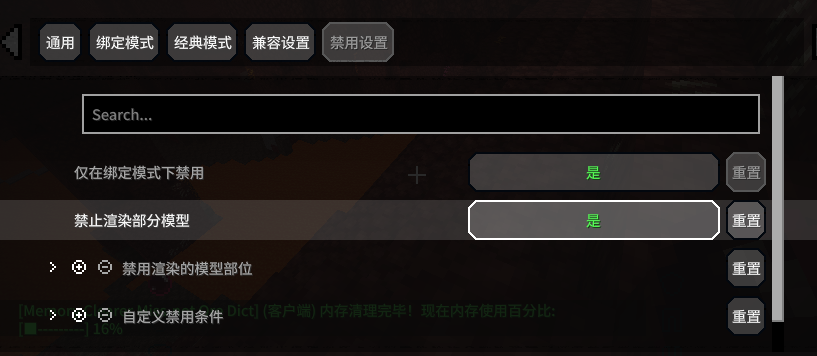 通用 绑定模式 经典模式 兼容设置 禁用设置
Search...
仅在绑定模式下禁用 是 重置
禁止渲染部分模型 是 重置
禁用渲染的模型部位 重置
Dict] (客户端) 内存清理完毕！现在内存使用百分比:
自定义禁用条件 重置
[■---------] 16%